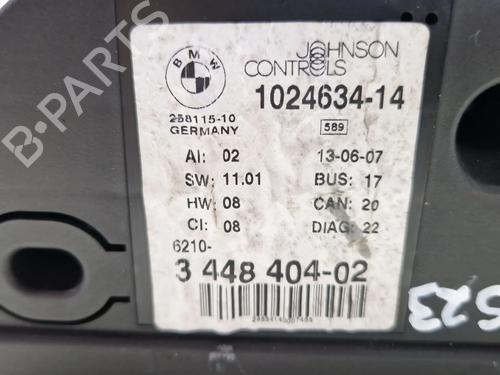 BMW
JOHNSON
CONTROLS
1024634-14
258115-10
GERMANY
589
AI: 02
13-06-07
SW: 11.01
BUS: 17
HW: 08
CAN: 20
CI: 08
DIAG: 22
6210-
3 448 404-02
523
B-PARTS